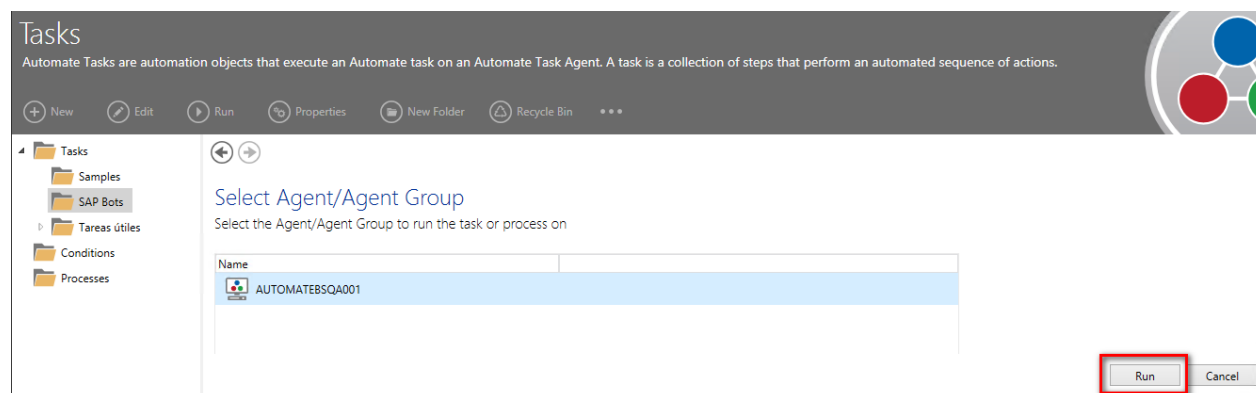 Tasks
Automate Tasks are automation objects that execute an Automate task on an Automate Task Agent. A task is a collection of steps that perform an automated sequence of actions.
New Edit Run Properties New Folder Recycle Bin
Tasks
Samples
SAP Bots
Tareas útiles
Conditions
Processes
Select Agent/Agent Group
Select the Agent/Agent Group to run the task or process on
Name
AUTOMATEBSQA001
Run Cancel